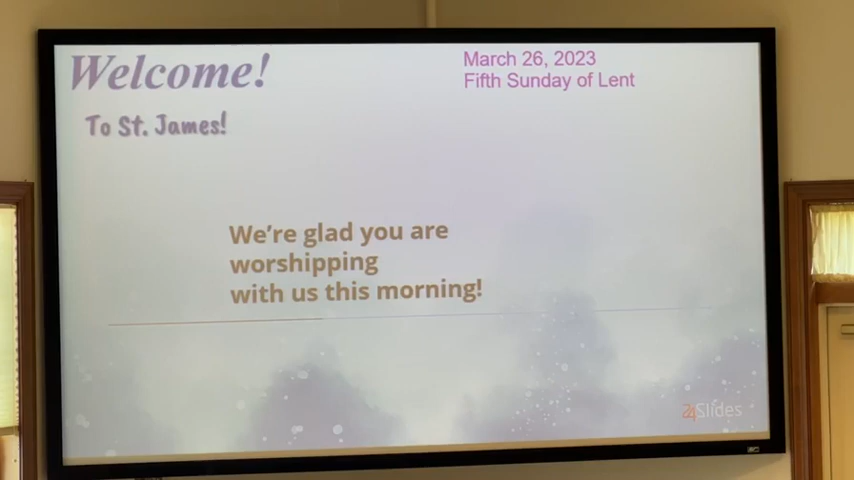 Welcome!
To St. James!
March 26, 2023
Fifth Sunday of Lent
We're glad you are
worshipping
with us this morning!
24Slides